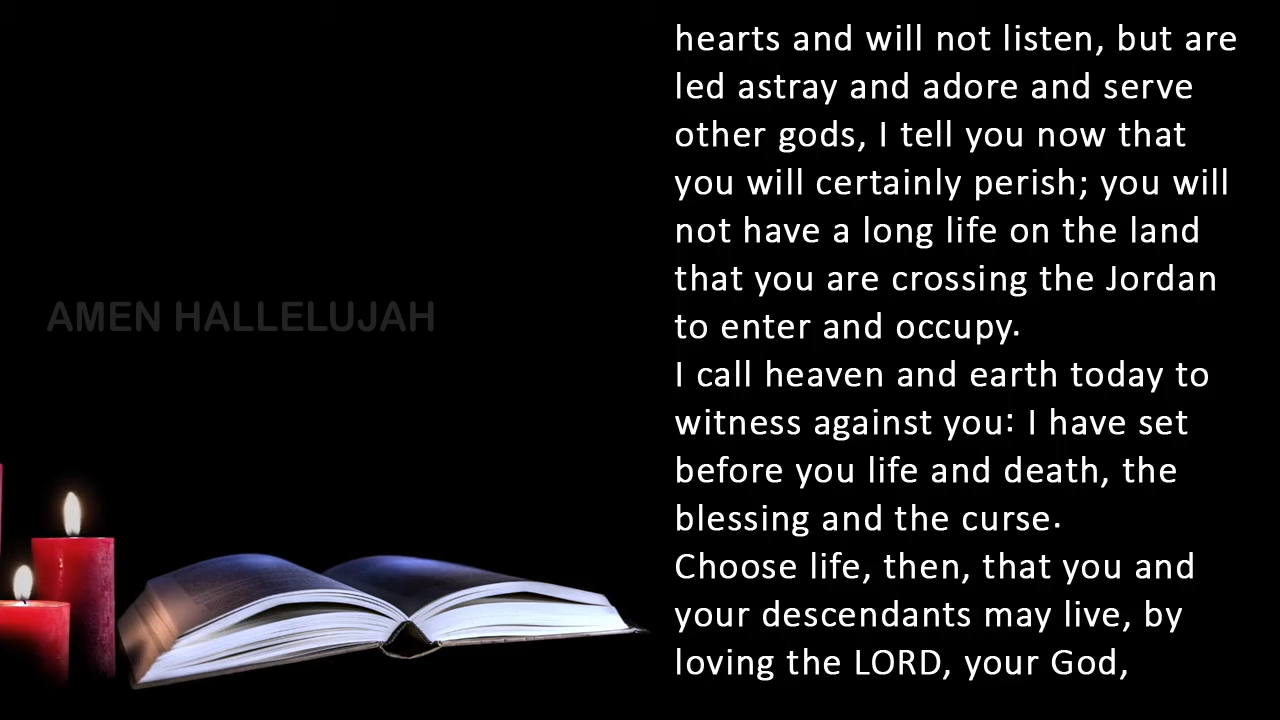 AMEN HALLELUJAH
hearts and will not listen, but are
led astray and adore and serve
other gods, I tell you now that
you will certainly perish; you will
not have a long life on the land
that you are crossing the Jordan
to enter and occupy.
I call heaven and earth today to
witness against you: I have set
before you life and death, the
blessing and the curse.
Choose life, then, that you and
your descendants may live, by
loving the LORD, your God,